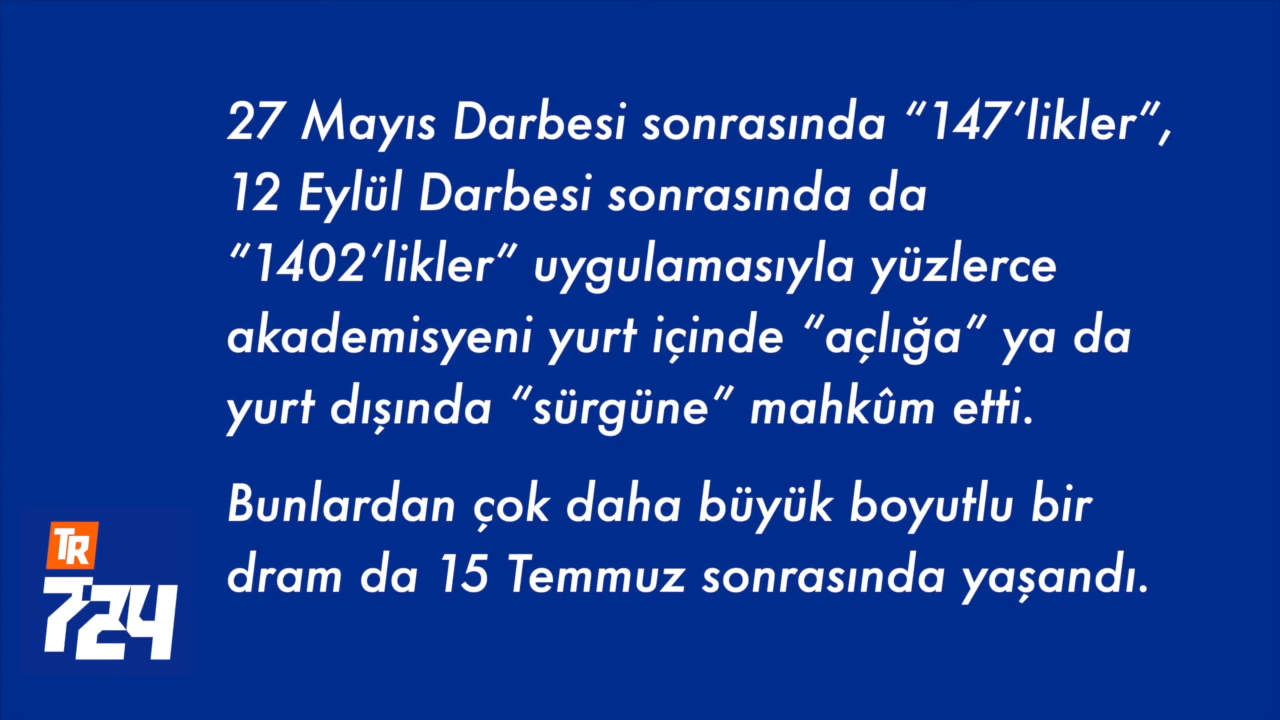 27 Mayıs Darbesi sonrasında “147’likler”,
12 Eylül Darbesi sonrasında da
“1402’likler” uygulamasıyla yüzlerce
akademisyeni yurt içinde “açlığa” ya da
yurt dışında “sürgüne” mahkûm etti.
Bunlardan çok daha büyük boyutlu bir
dram da 15 Temmuz sonrasında yaşandı.
TR
724